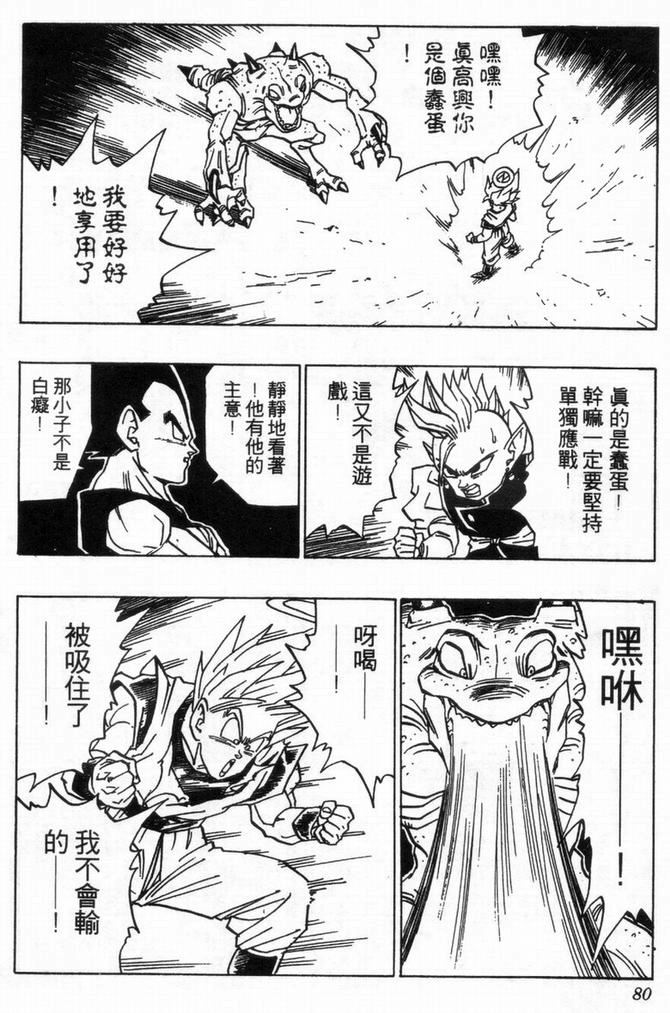 嘿嘿！
眞高興你
是個蠢蛋
！
我要好好
地享用了
！
眞的是蠢蛋！
幹嘛一定要堅持
單獨應戰！
這又不是遊
戲！
靜靜地看著
！他有他的
主意！
那小子不是
白癡！
嘿咻——！
呀喝——！
被吸住了——！
我不會輸
的——！
80